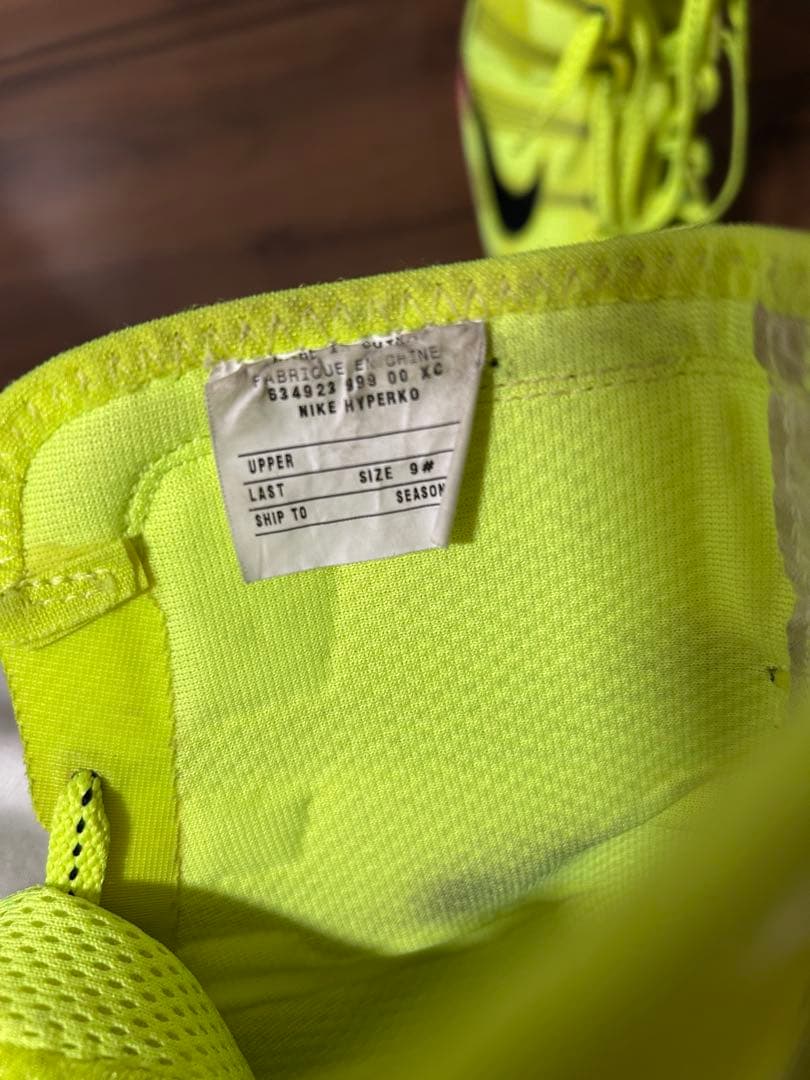 FABRIQUE EN CHINE
634923 999 00 XC
NIKE HYPERKO
UPPER
LAST SIZE 9#
SHIP TO SEASON